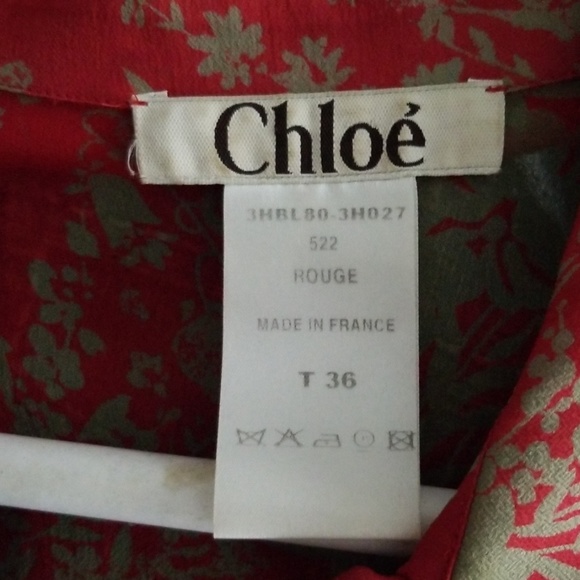 Chloé
3HBL80-3H027
522
ROUGE
MADE IN FRANCE
T 36